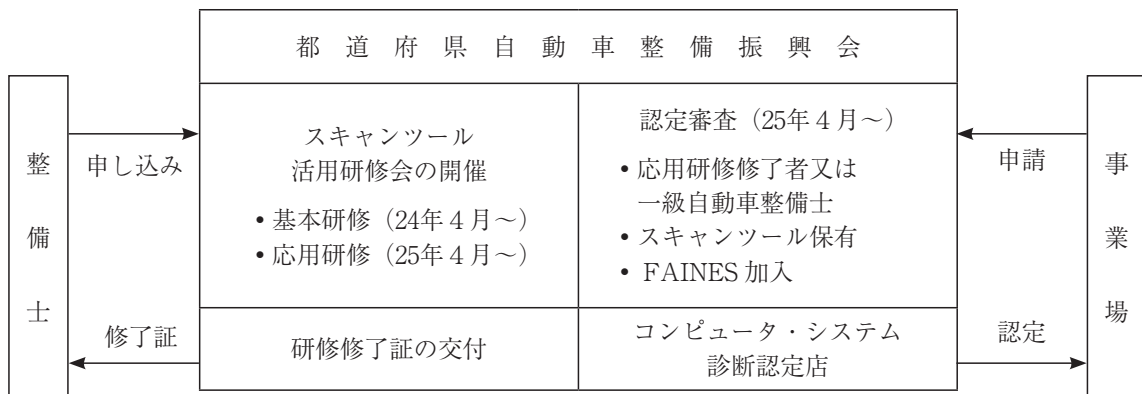 都道府県自動車整備振興会
整備士
申し込み
修了証
スキャンツール
活用研修会の開催
•基本研修（24年４月～）
•応用研修（25年４月～）
研修修了証の交付
認定審査（25年４月～）
•応用研修修了者又は
一級自動車整備士
•スキャンツール保有
•FAINES 加入
コンピュータ・システム
診断認定店
申請
認定
事業場